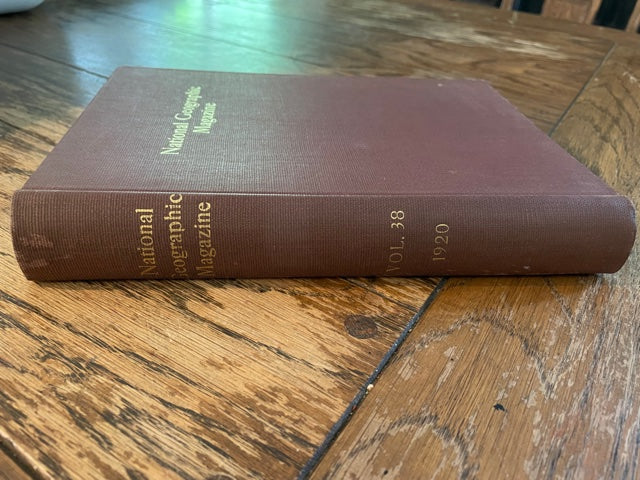 National Geographic
Magazine
National
Geographic
Magazine
VOL. 38
1920